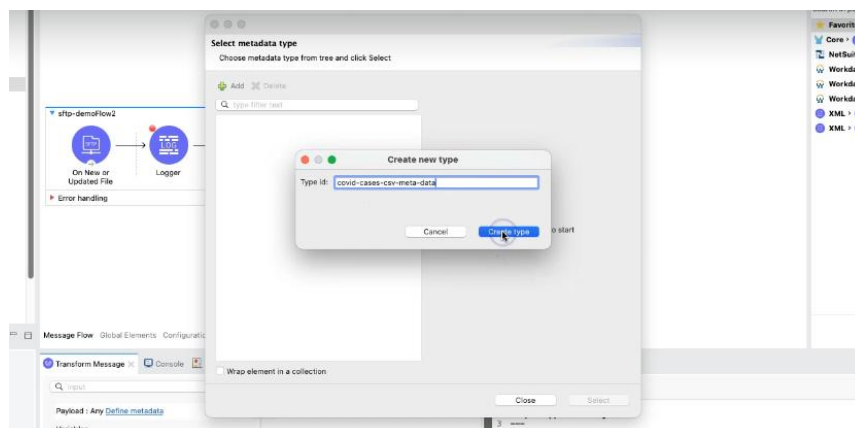 Select metadata type
Choose metadata type from tree and click Select
Add
Delete
type filter text
Favorit
Core >
NetSuit
Workda
Workda
Workda
XML >
XML >
sftp-demoFlow2
LOG
On New or
Updated File
Logger
Error handling
Create new type
Type id: covid-cases-csv-meta-data
Cancel
Create type
o start
Message Flow
Global Elements
Configuratio
Transform Message
Console
Input
Payload : Any Define metadata
Wrap element in a collection
Close
Select
3 ===